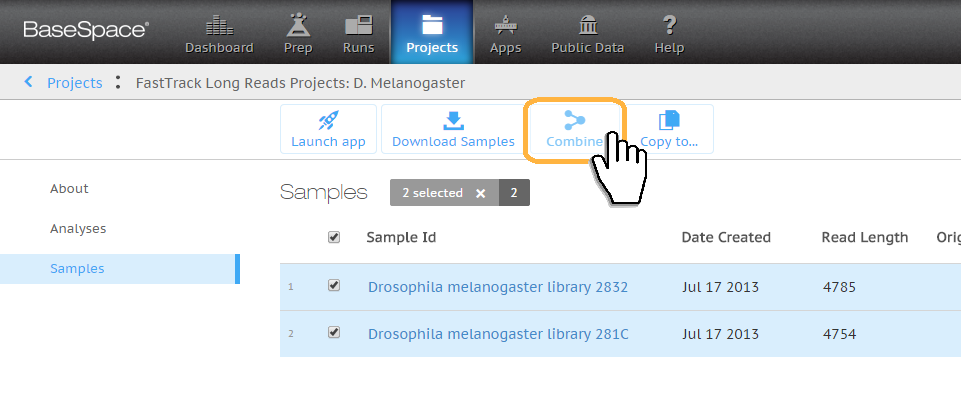 BaseSpace®
Dashboard Prep Runs Projects Apps Public Data Help
Projects : FastTrack Long Reads Projects: D. Melanogaster
Launch app Download Samples Combine Copy to...
About
Analyses
Samples
Samples 2 selected × 2
Sample Id Date Created Read Length Orig
1 Drosophila melanogaster library 2832 Jul 17 2013 4785
2 Drosophila melanogaster library 281C Jul 17 2013 4754